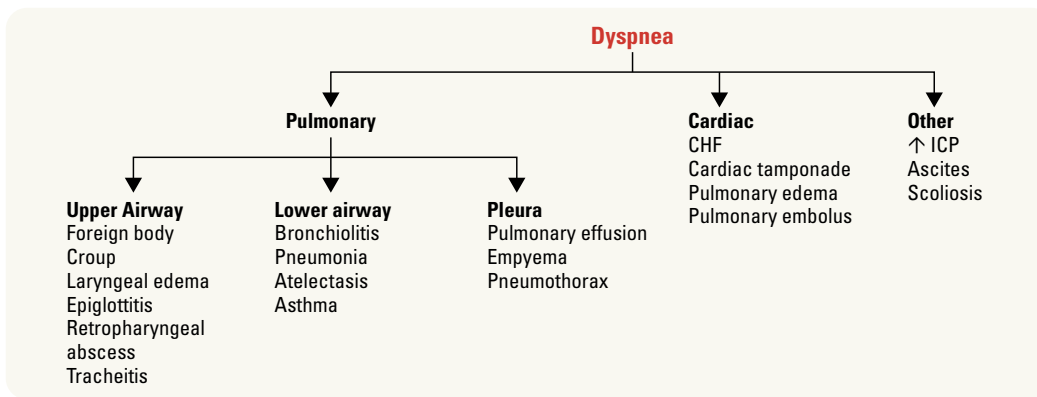 Dyspnea
Pulmonary
Cardiac
CHF
Cardiac tamponade
Pulmonary edema
Pulmonary embolus
Other
↑ ICP
Ascites
Scoliosis
Upper Airway
Foreign body
Croup
Laryngeal edema
Epiglottitis
Retropharyngeal
abscess
Tracheitis
Lower airway
Bronchiolitis
Pneumonia
Atelectasis
Asthma
Pleura
Pulmonary effusion
Empyema
Pneumothorax